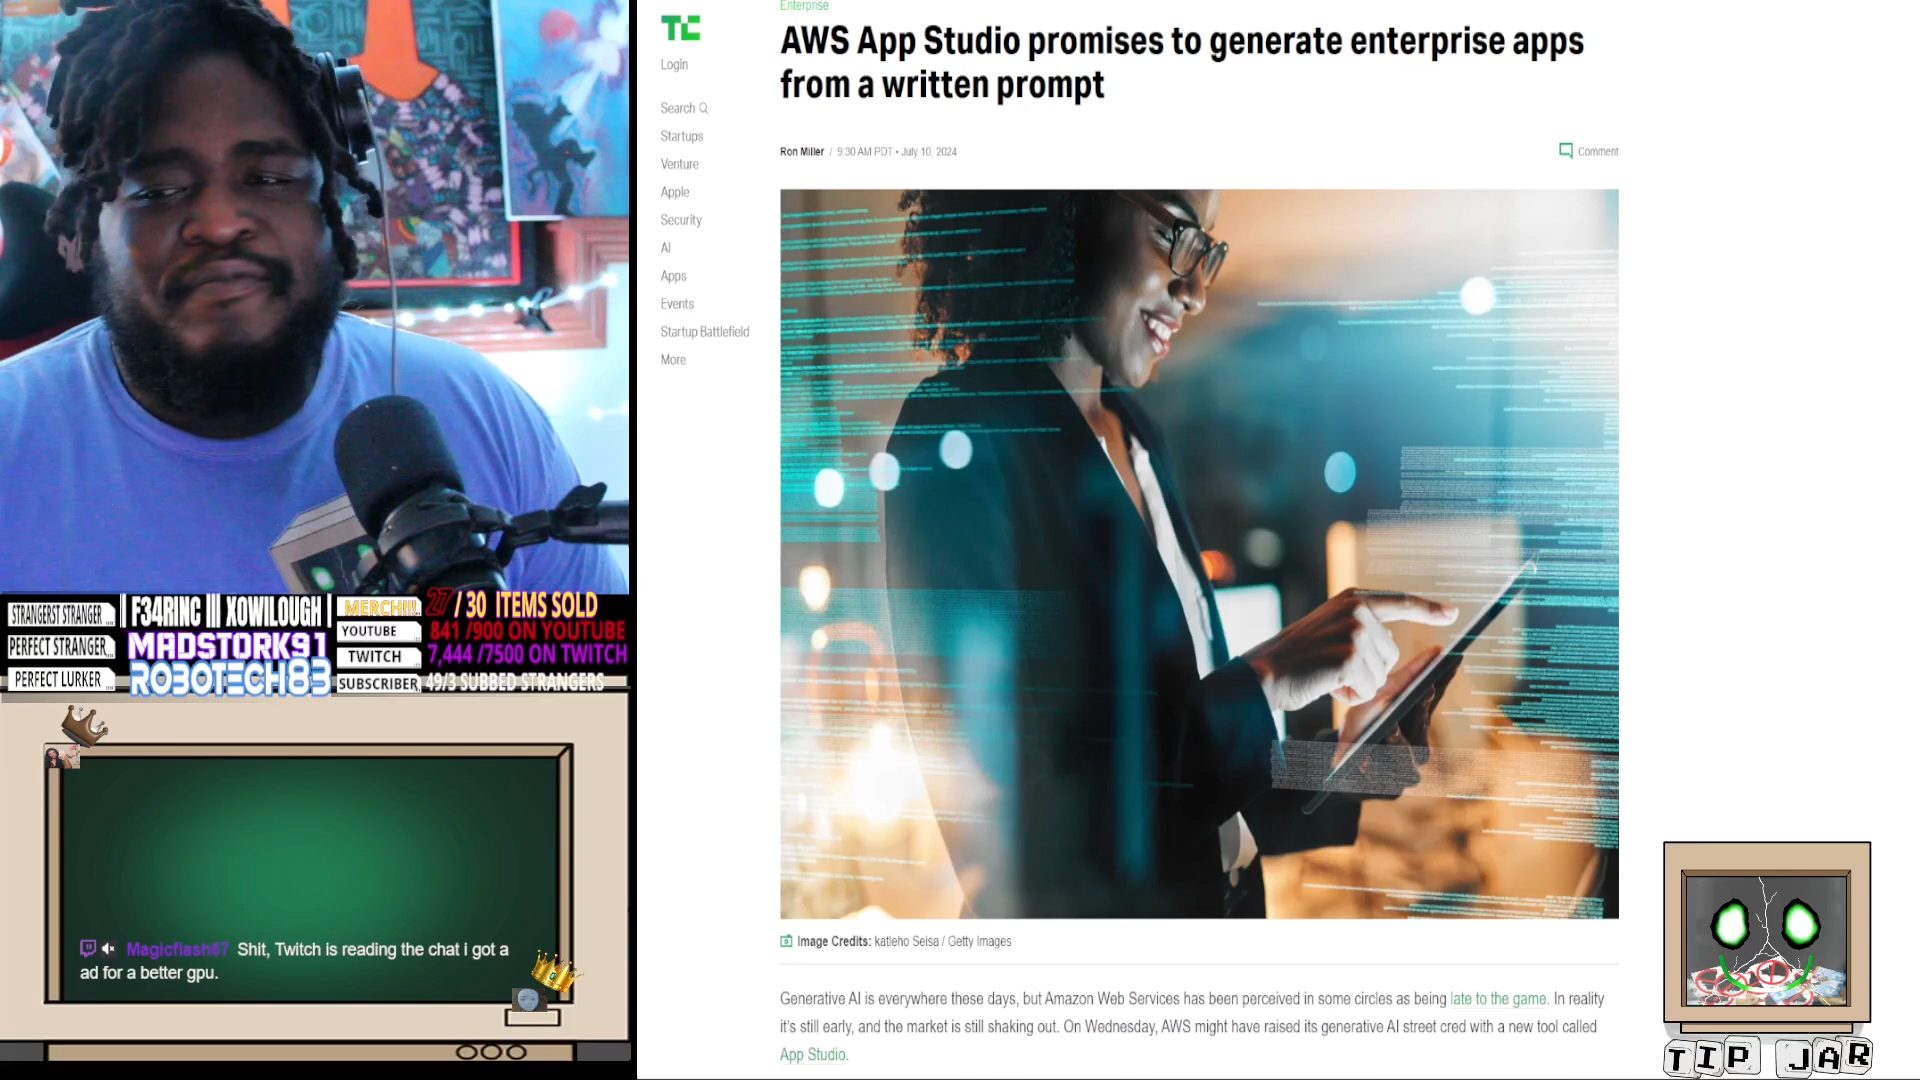 STRANGERST STRANGER
F34R1NC ||| XOWILOUGH |
MERCH!!!
27/ 30 ITEMS SOLD
YOUTUBE
841 /900 ON YOUTUBE
PERFECT STRANGER
MADSTORK91
TWITCH
7,444 /7500 ON TWITCH
PERFECT LURKER
ROBOTECH83
SUBSCRIBER
49/3 SUBBED STRANGERS
Magicflash67 Shit, Twitch is reading the chat i got a
ad for a better gpu.
TC
Login
Search
Startups
Venture
Apple
Security
AI
Apps
Events
Startup Battlefield
More
Enterprise
AWS App Studio promises to generate enterprise apps
from a written prompt
Ron Miller / 9:30 AM PDT • July 10, 2024
Comment
Image Credits: katleho Seisa / Getty Images
Generative AI is everywhere these days, but Amazon Web Services has been perceived in some circles as being late to the game. In reality
it's still early, and the market is still shaking out. On Wednesday, AWS might have raised its generative AI street cred with a new tool called
App Studio.
TIP JAR